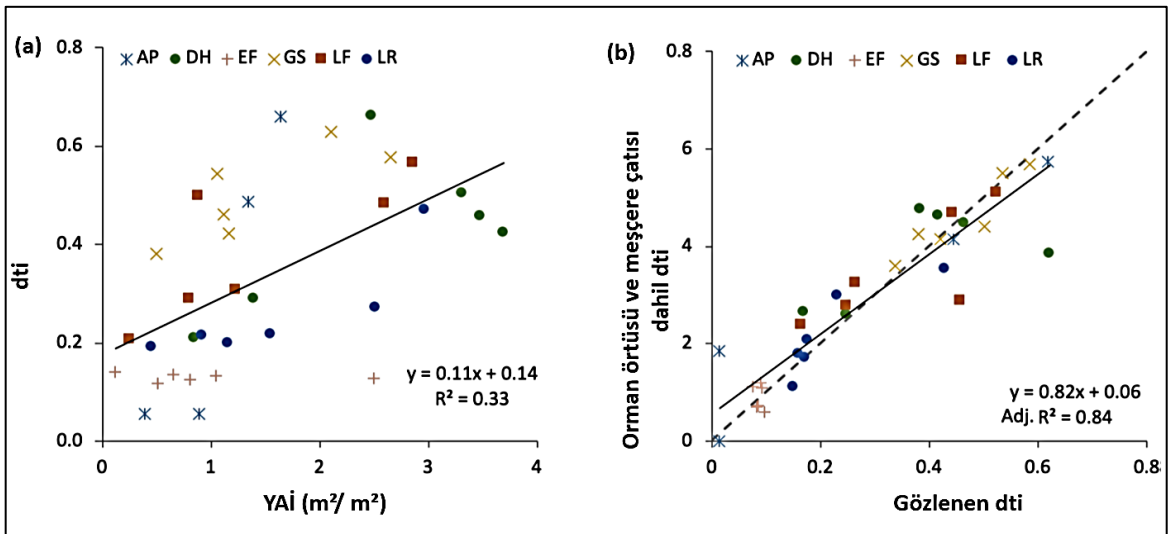 (a)
0.8
AP DH EF GS LF LR
0.6
0.4
0.2
0.0
dti
0 1 2 3 4
YAİ (m²/ m²)
y = 0.11x + 0.14
R² = 0.33
(b)
0.8
AP DH EF GS LF LR
6
4
2
0
Orman örtüsü ve meşçere çatısı
dahil dti
0 0.2 0.4 0.6 0.8
Gözlenen dti
y = 0.82x + 0.06
Adj. R² = 0.84